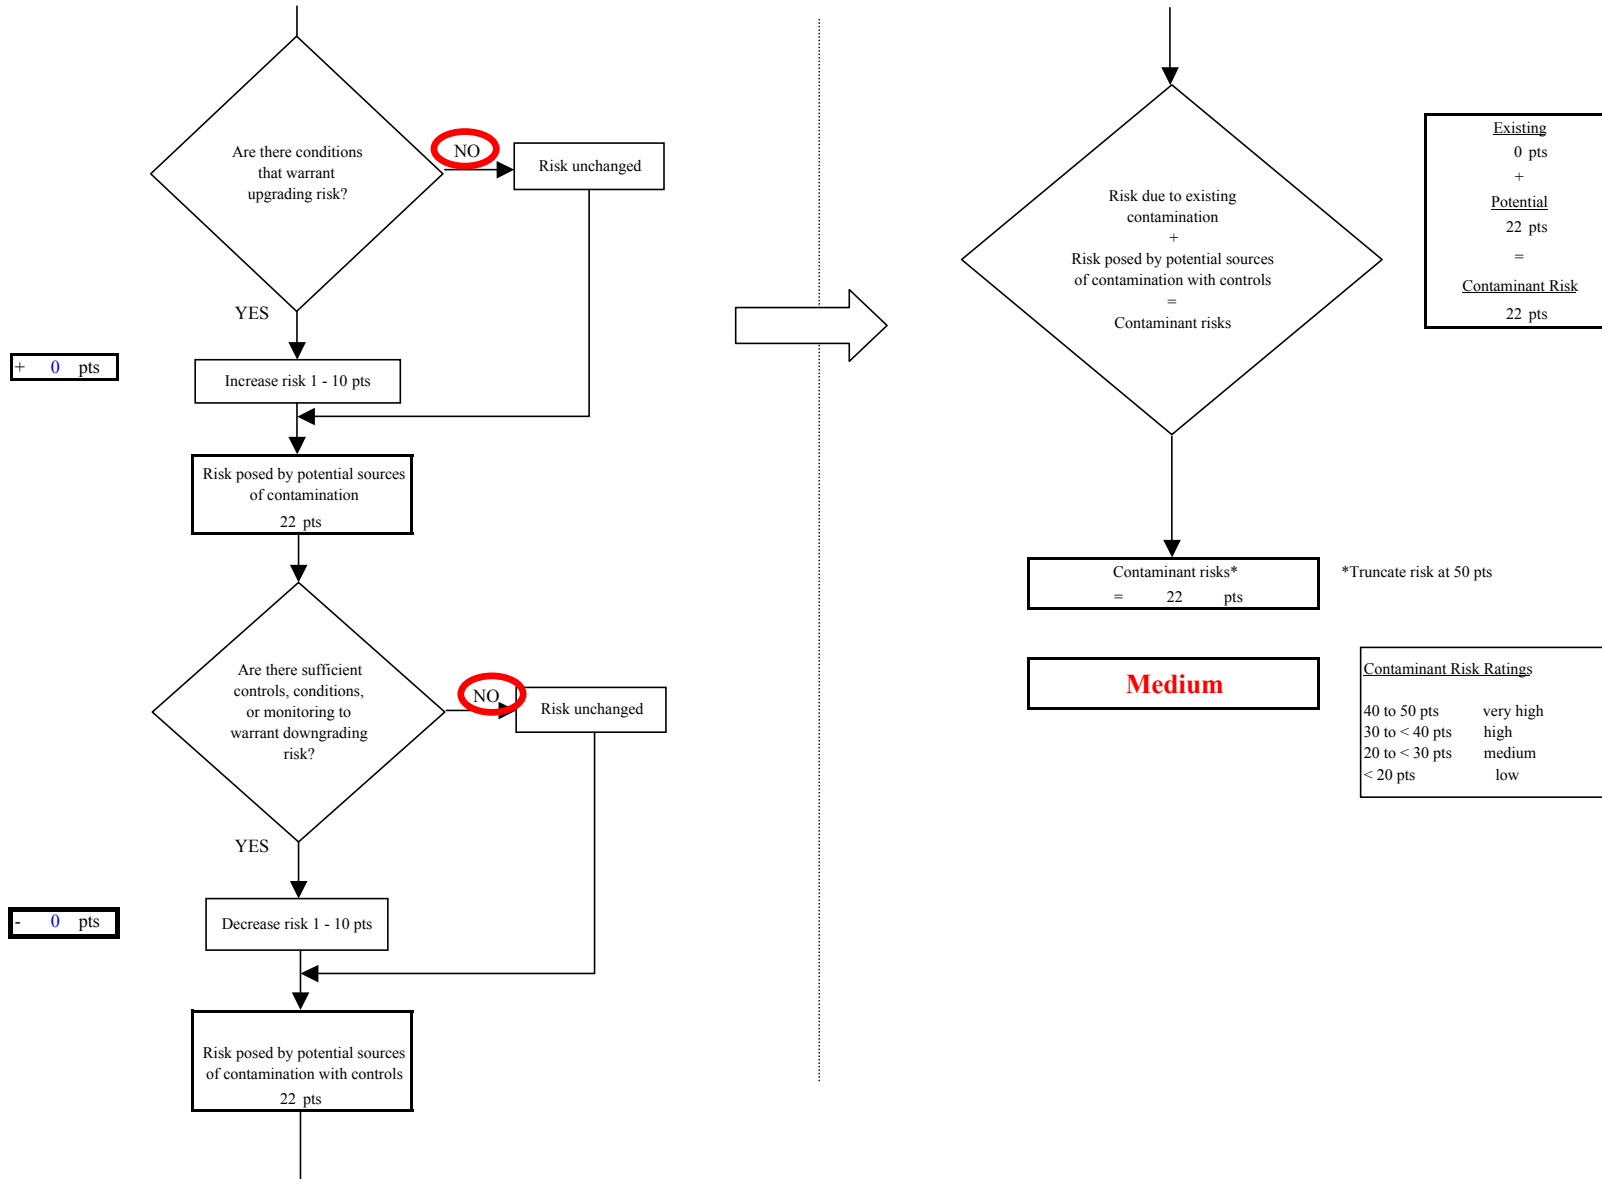 Are there conditions
that warrant
upgrading risk?
NO
Risk unchanged
YES
+ 0 pts
Increase risk 1 - 10 pts
Risk posed by potential sources
of contamination
22 pts
Are there sufficient
controls, conditions,
or monitoring to
warrant downgrading
risk?
NO
Risk unchanged
YES
- 0 pts
Decrease risk 1 - 10 pts
Risk posed by potential sources
of contamination with controls
22 pts
Risk due to existing
contamination
+
Risk posed by potential sources
of contamination with controls
=
Contaminant risks
Existing
0 pts
+
Potential
22 pts
=
Contaminant Risk
22 pts
Contaminant risks*
= 22 pts
*Truncate risk at 50 pts
Medium
Contaminant Risk Ratings
40 to 50 pts very high
30 to < 40 pts high
20 to < 30 pts medium
< 20 pts low